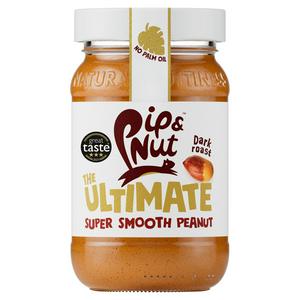 NO PALM OIL
Pip & Nut
great
taste
Dark
roast
THE
ULTIMATE
SUPER SMOOTH PEANUT